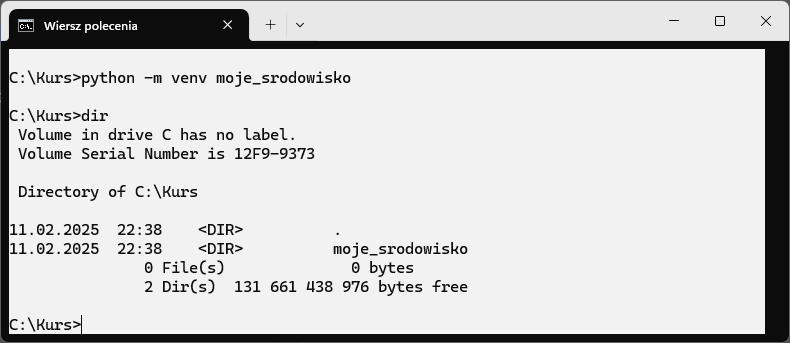 Wiersz polecenia
C:\Kurs>python -m venv moje_srodowisko
C:\Kurs>dir
Volume in drive C has no label.
Volume Serial Number is 12F9-9373
Directory of C:\Kurs
11.02.2025  22:38    <DIR>          .
11.02.2025  22:38    <DIR>          moje_srodowisko
0 File(s)              0 bytes
2 Dir(s)  131 661 438 976 bytes free
C:\Kurs>